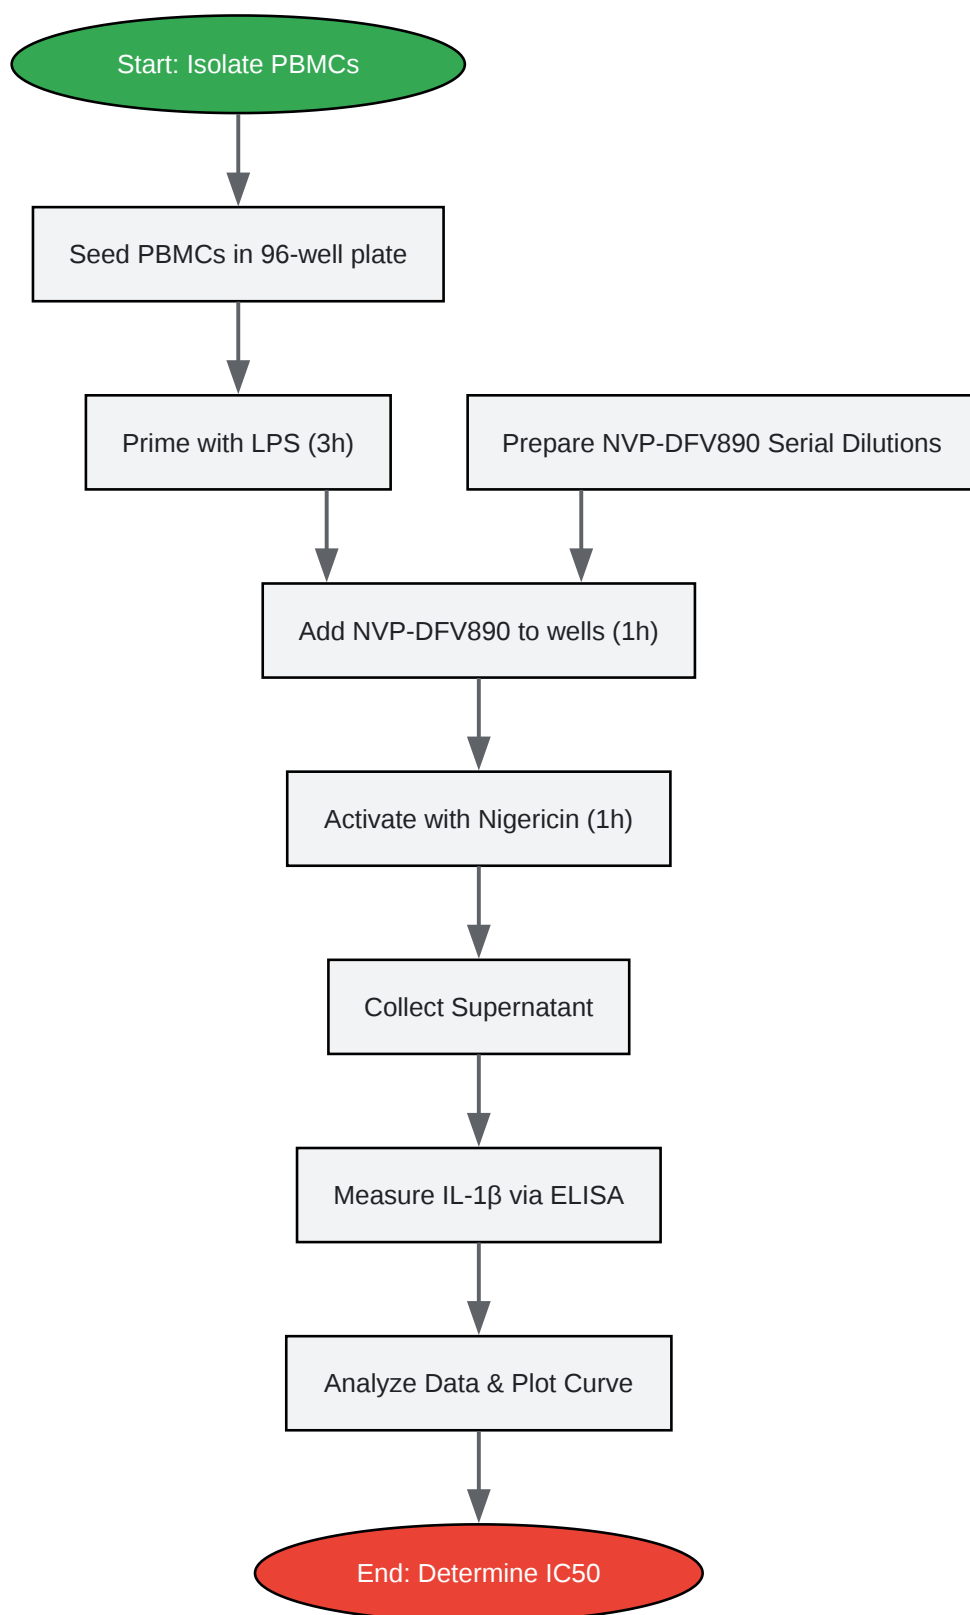 Start: Isolate PBMCs
Seed PBMCs in 96-well plate
Prime with LPS (3h)
Prepare NVP-DFV890 Serial Dilutions
Add NVP-DFV890 to wells (1h)
Activate with Nigericin (1h)
Collect Supernatant
Measure IL-1β via ELISA
Analyze Data & Plot Curve
End: Determine IC50